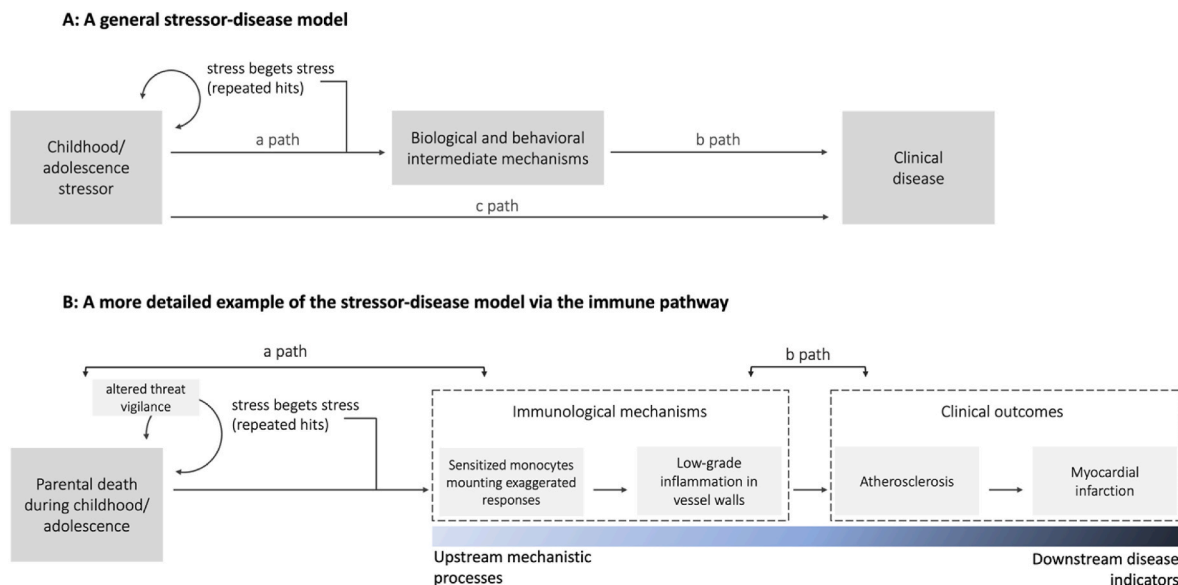 A: A general stressor-disease model
stress begets stress
(repeated hits)
Childhood/
adolescence
stressor
a path
Biological and behavioral
intermediate mechanisms
b path
Clinical
disease
c path
B: A more detailed example of the stressor-disease model via the immune pathway
a path
b path
altered threat
vigilance
stress begets stress
(repeated hits)
Parental death
during childhood/
adolescence
Immunological mechanisms
Sensitized monocytes
mounting exaggerated
responses
Low-grade
inflammation in
vessel walls
Clinical outcomes
Atherosclerosis
Myocardial
infarction
Upstream mechanistic
processes
Downstream disease
indicators